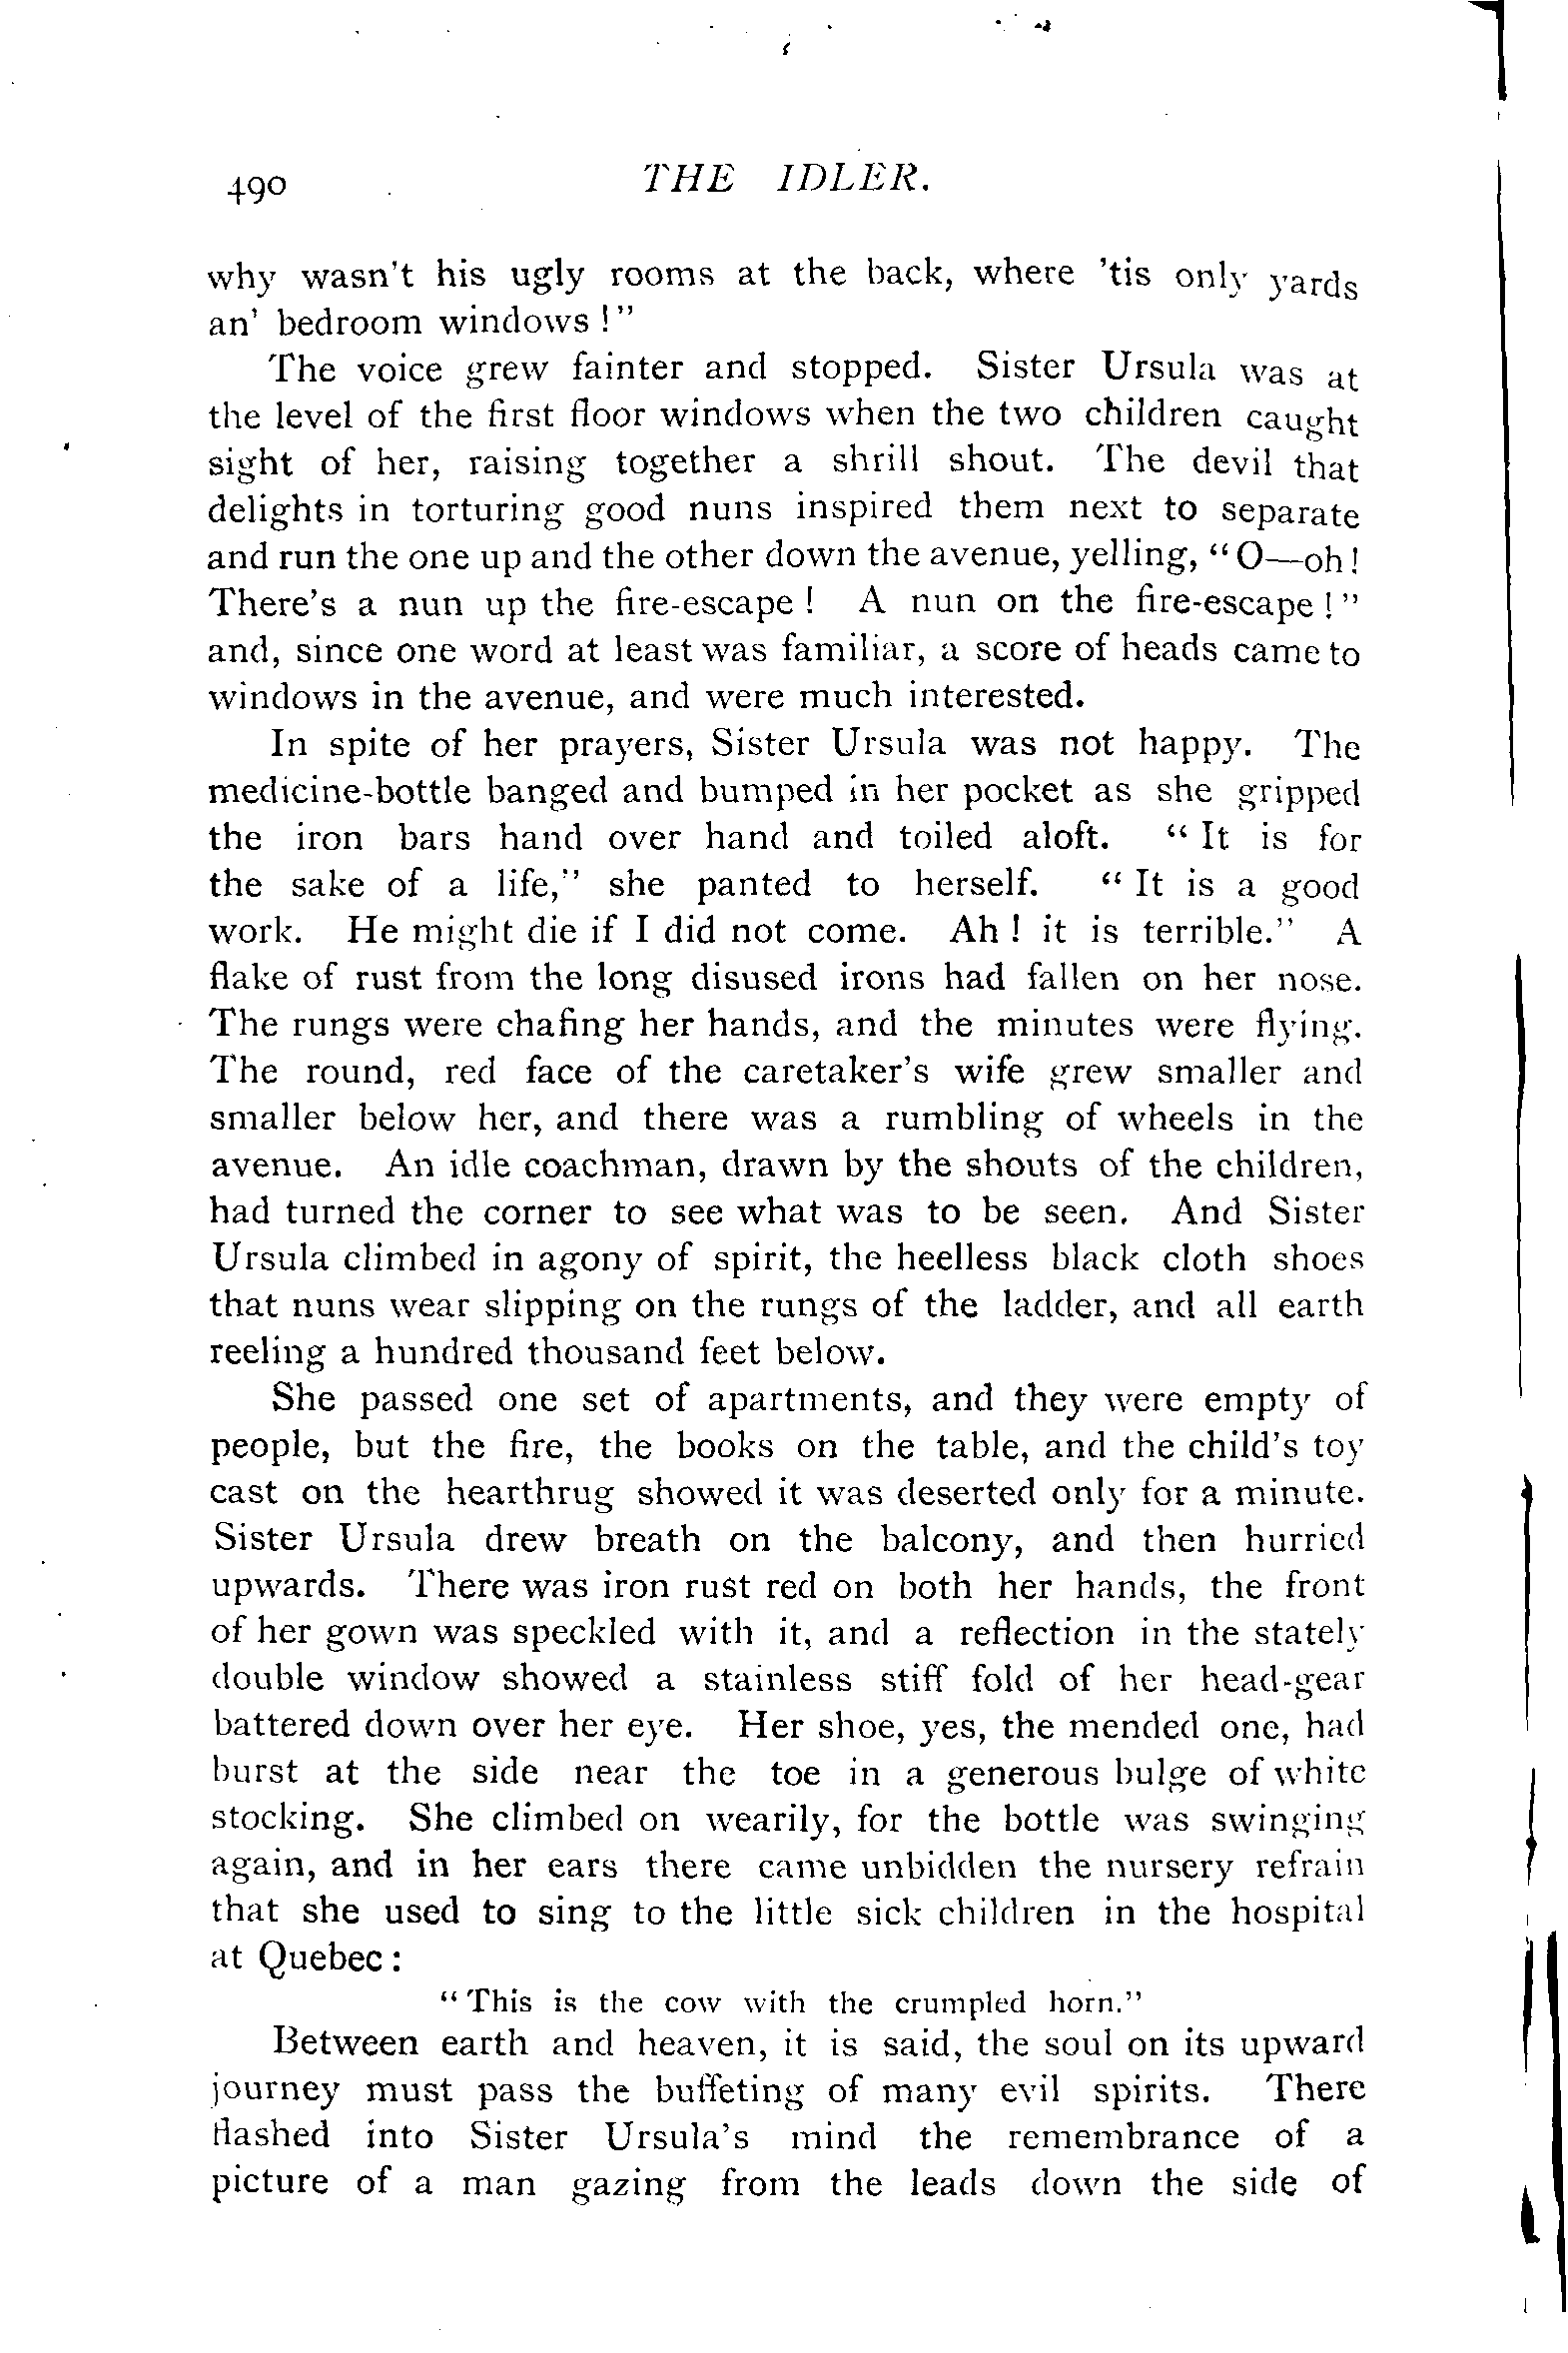 490 THE IDLER.
why wasn't his ugly rooms at the back, where 'tis only yards
an' bedroom windows!"
The voice grew fainter and stopped. Sister Ursula was at
the level of the first floor windows when the two children caught
sight of her, raising together a shrill shout. The devil that
delights in torturing good nuns inspired them next to separate
and run the one up and the other down the avenue, yelling, "O—oh!
There's a nun up the fire-escape! A nun on the fire-escape!"
and, since one word at least was familiar, a score of heads came to
windows in the avenue, and were much interested.
In spite of her prayers, Sister Ursula was not happy. The
medicine-bottle banged and bumped in her pocket as she gripped
the iron bars hand over hand and toiled aloft. "It is for
the sake of a life," she panted to herself. "It is a good
work. He might die if I did not come. Ah! it is terrible." A
flake of rust from the long disused irons had fallen on her nose.
The rungs were chafing her hands, and the minutes were flying.
The round, red face of the caretaker's wife grew smaller and
smaller below her, and there was a rumbling of wheels in the
avenue. An idle coachman, drawn by the shouts of the children,
had turned the corner to see what was to be seen. And Sister
Ursula climbed in agony of spirit, the heelless black cloth shoes
that nuns wear slipping on the rungs of the ladder, and all earth
reeling a hundred thousand feet below.
She passed one set of apartments, and they were empty of
people, but the fire, the books on the table, and the child's toy
cast on the hearthrug showed it was deserted only for a minute.
Sister Ursula drew breath on the balcony, and then hurried
upwards. There was iron rust red on both her hands, the front
of her gown was speckled with it, and a reflection in the stately
double window showed a stainless stiff fold of her head-gear
battered down over her eye. Her shoe, yes, the mended one, had
burst at the side near the toe in a generous bulge of white
stocking. She climbed on wearily, for the bottle was swinging
again, and in her ears there came unbidden the nursery refrain
that she used to sing to the little sick children in the hospital
at Quebec:
"This is the cow with the crumpled horn."
Between earth and heaven, it is said, the soul on its upward
journey must pass the buffeting of many evil spirits. There
flashed into Sister Ursula's mind the remembrance of a
picture of a man gazing from the leads down the side of